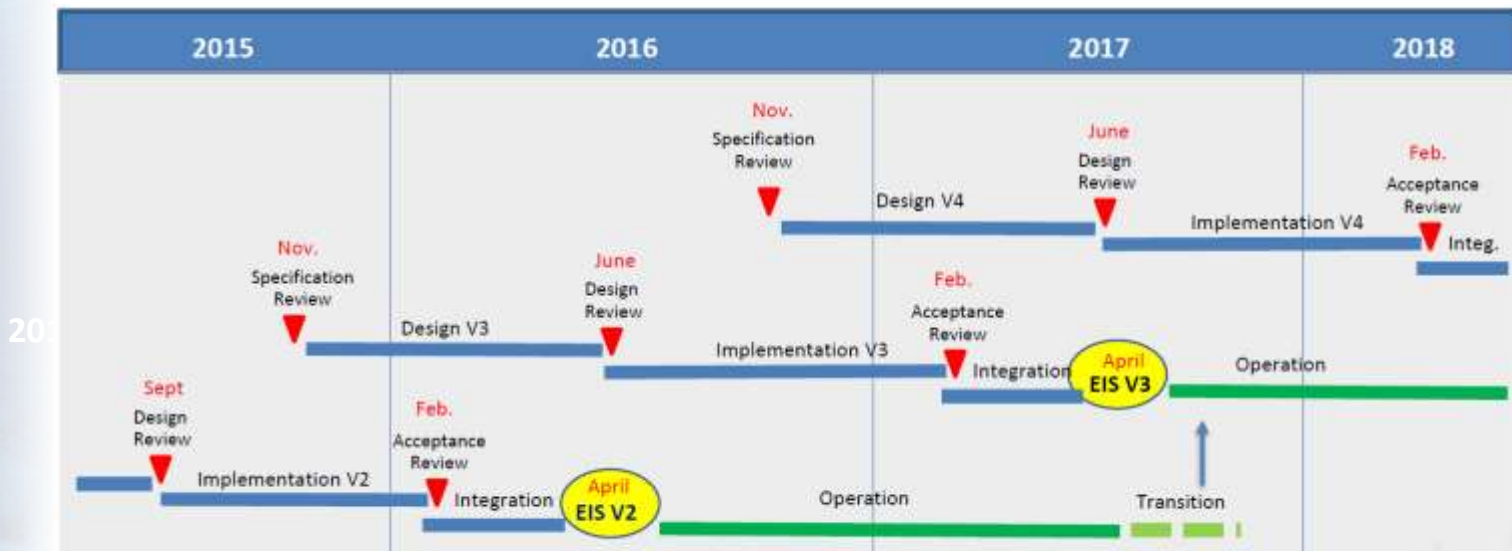 2015 2016 2017 2018
Nov.
Specification
Review
June
Design
Review
Feb.
Acceptance
Review
Design V4
Implementation V4
Integ.
Nov.
Specification
Review
June
Design
Review
Feb.
Acceptance
Review
Design V3
Implementation V3
Integration
April
EIS V3
Operation
Sept
Design
Review
Feb.
Acceptance
Review
Implementation V2
Integration
April
EIS V2
Operation
Transition